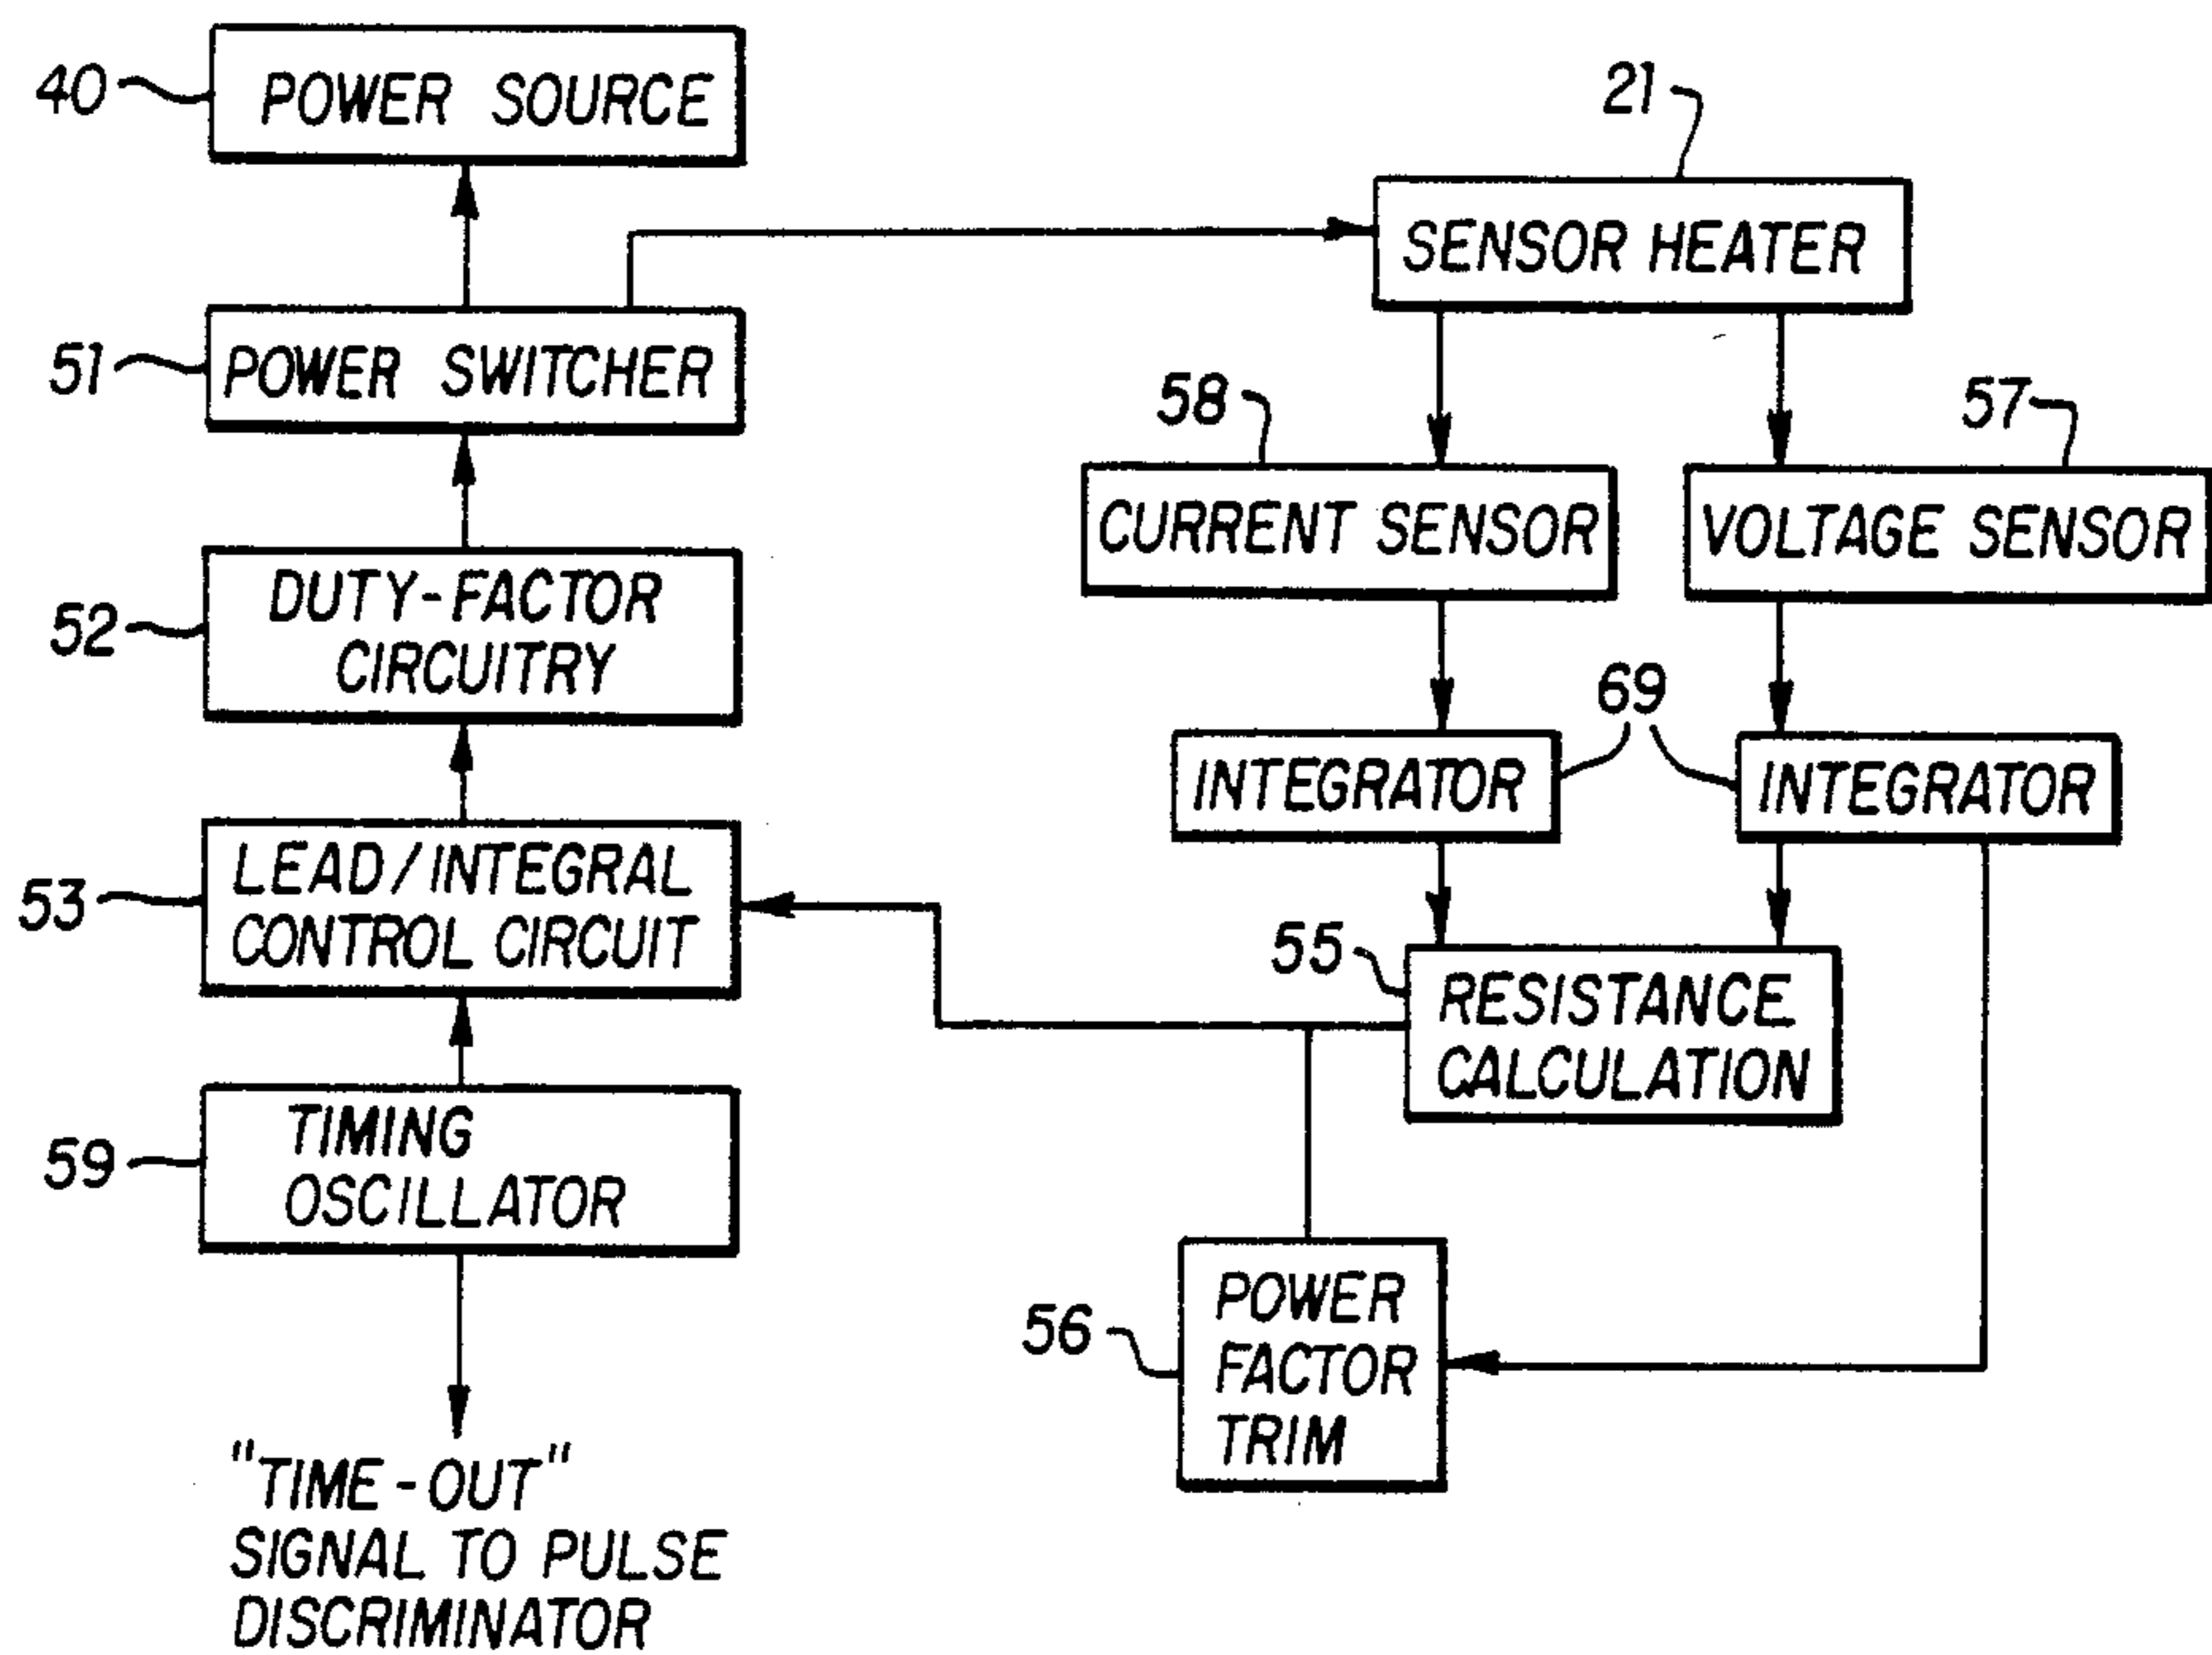 40
POWER SOURCE
21
SENSOR HEATER
51
POWER SWITCHER
58
57
CURRENT SENSOR
VOLTAGE SENSOR
52
DUTY-FACTOR
CIRCUITRY
69
INTEGRATOR
INTEGRATOR
53
LEAD/INTEGRAL
CONTROL CIRCUIT
55
RESISTANCE
CALCULATION
59
TIMING
OSCILLATOR
56
POWER
FACTOR
TRIM
"TIME-OUT"
SIGNAL TO PULSE
DISCRIMINATOR